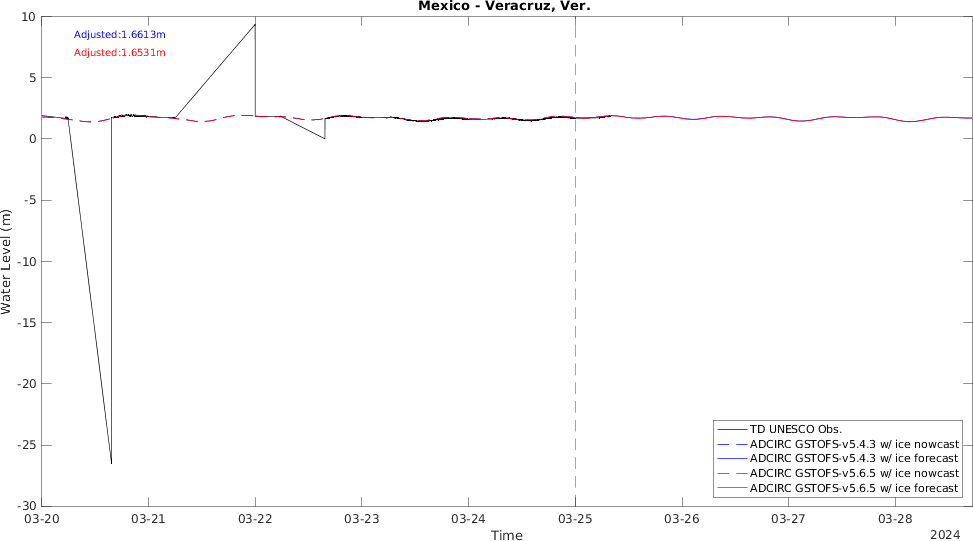 Mexico - Veracruz, Ver.
Adjusted:1.6613m
Adjusted:1.6531m
10
5
0
-5
-10
-15
-20
-25
-30
Water Level (m)
TD UNESCO Obs.
ADCIRC GSTOFS-v5.4.3 w/ ice nowcast
ADCIRC GSTOFS-v5.4.3 w/ ice forecast
ADCIRC GSTOFS-v5.6.5 w/ ice nowcast
ADCIRC GSTOFS-v5.6.5 w/ ice forecast
03-20 03-21 03-22 03-23 03-24 03-25 03-26 03-27 03-28
Time
2024